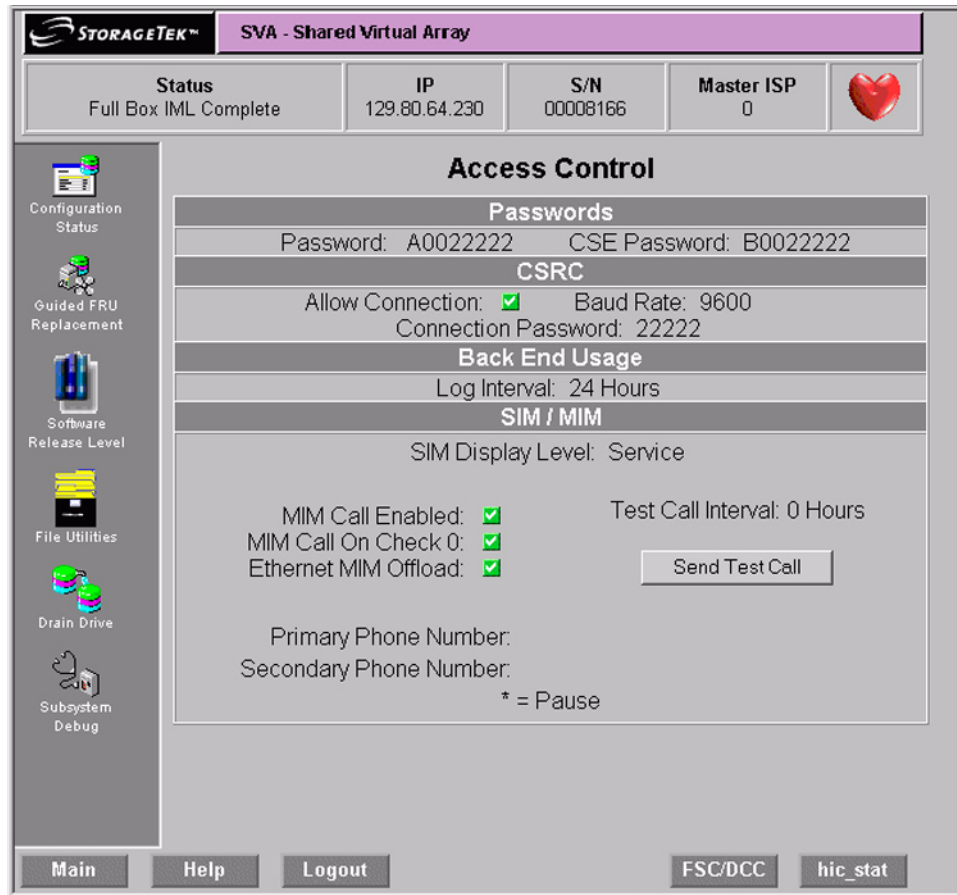 STORAGETEK™ SVA - Shared Virtual Array
Status IP S/N Master ISP
Full Box IML Complete 129.80.64.230 00008166 0
Configuration
Status
Guided FRU
Replacement
Software
Release Level
File Utilities
Drain Drive
Subsystem
Debug
Access Control
Passwords
Password: A0022222 CSE Password: B0022222
CSRC
Allow Connection: Baud Rate: 9600
Connection Password: 22222
Back End Usage
Log Interval: 24 Hours
SIM / MIM
SIM Display Level: Service
MIM Call Enabled: Test Call Interval: 0 Hours
MIM Call On Check 0:
Ethernet MIM Offload: Send Test Call
Primary Phone Number:
Secondary Phone Number:
* = Pause
Main Help Logout FSC/DCC hic_stat